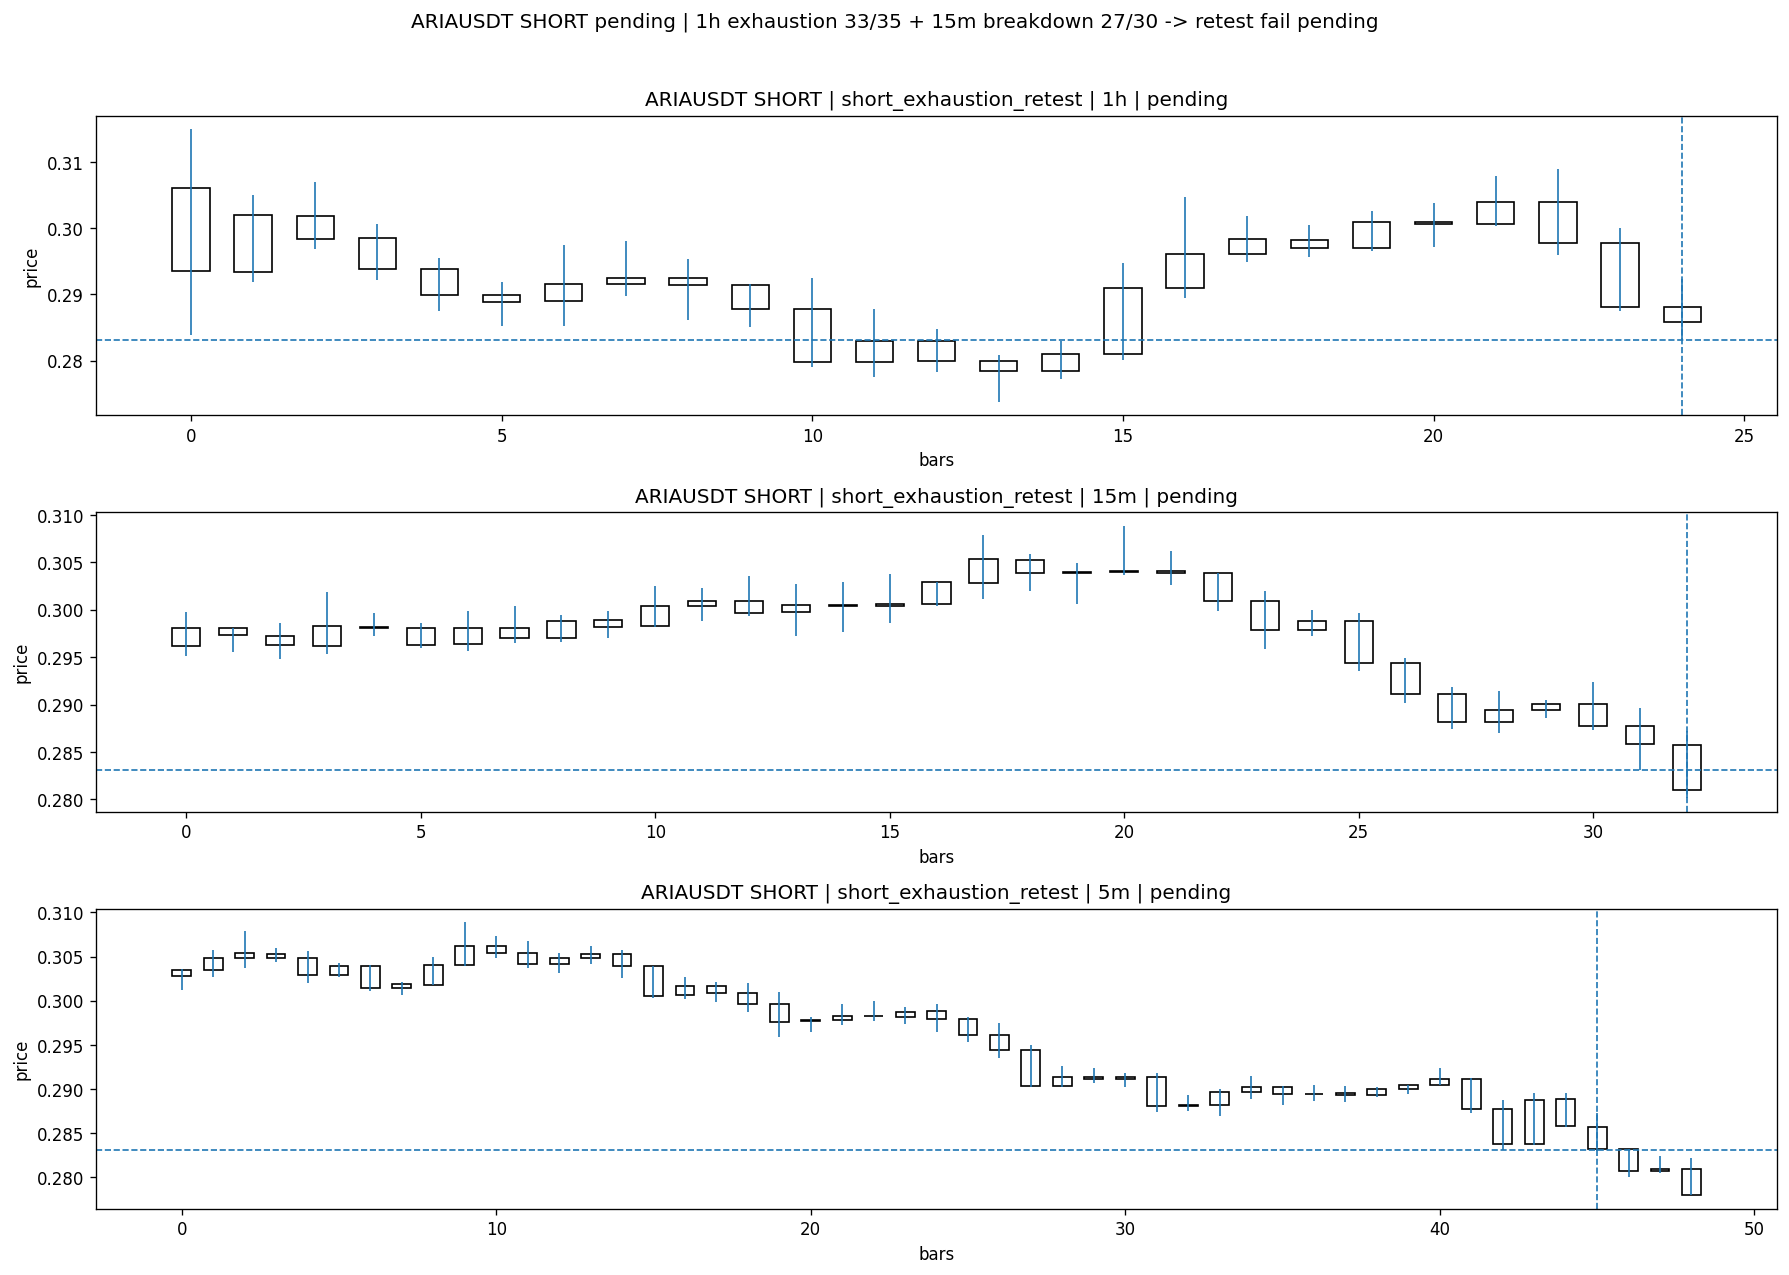 ARIAUSDT SHORT pending | 1h exhaustion 33/35 + 15m breakdown 27/30 -> retest fail pending
ARIAUSDT SHORT | short_exhaustion_retest | 1h | pending
0.31
0.30
0.29
0.28
price
0 5 10 15 20 25
bars
ARIAUSDT SHORT | short_exhaustion_retest | 15m | pending
0.310
0.305
0.300
0.295
0.290
0.285
0.280
price
0 5 10 15 20 25 30
bars
ARIAUSDT SHORT | short_exhaustion_retest | 5m | pending
0.310
0.305
0.300
0.295
0.290
0.285
0.280
price
0 10 20 30 40 50
bars